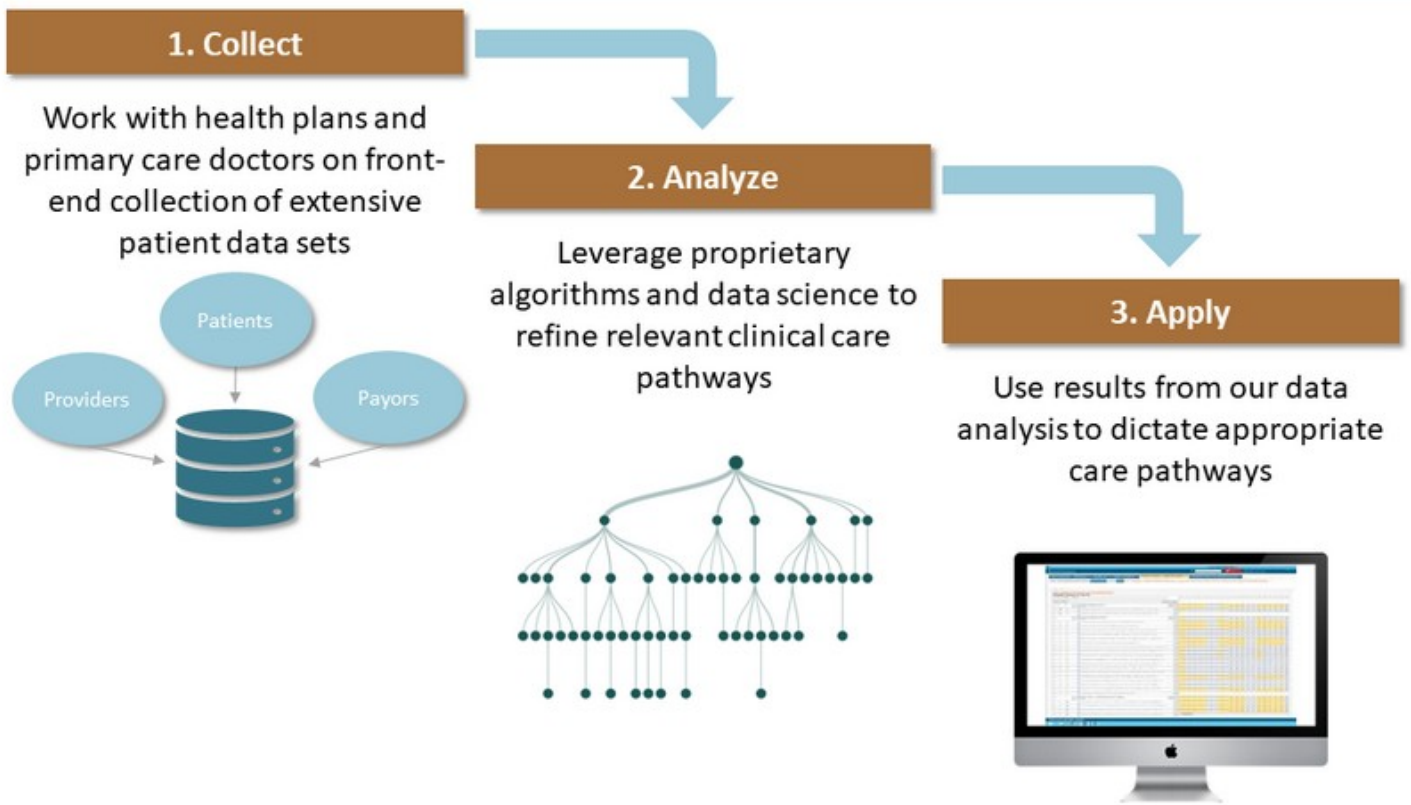 1. Collect
Work with health plans and
primary care doctors on front-
end collection of extensive
patient data sets
Patients
Providers
Payors
2. Analyze
Leverage proprietary
algorithms and data science to
refine relevant clinical care
pathways
3. Apply
Use results from our data
analysis to dictate appropriate
care pathways